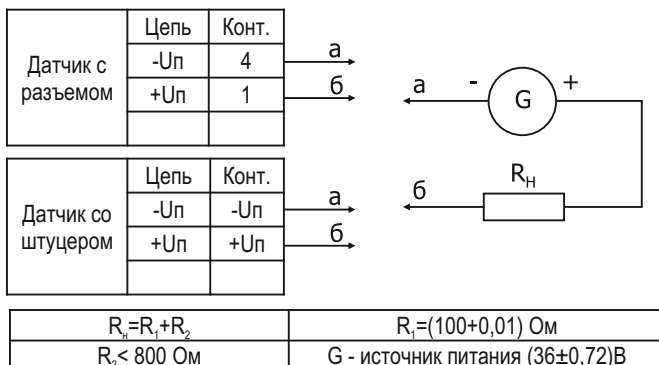 Цепь Конт.
Датчик с разъемом
-Uп 4
+Uп 1
а
б
Цепь Конт.
Датчик со штуцером
-Uп -Uп
+Uп +Uп
а
б
а - G +
б
Rн
Rн=R1+R2 R1=(100+0,01) Ом
R2< 800 Ом G - источник питания (36±0,72)В